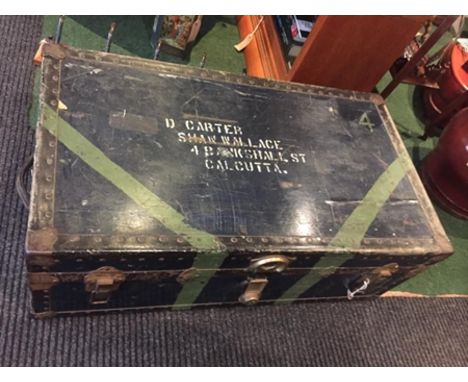 D CARTER
SHAW WALLACE
4 BANKSHALL ST
CALCUTTA.
4